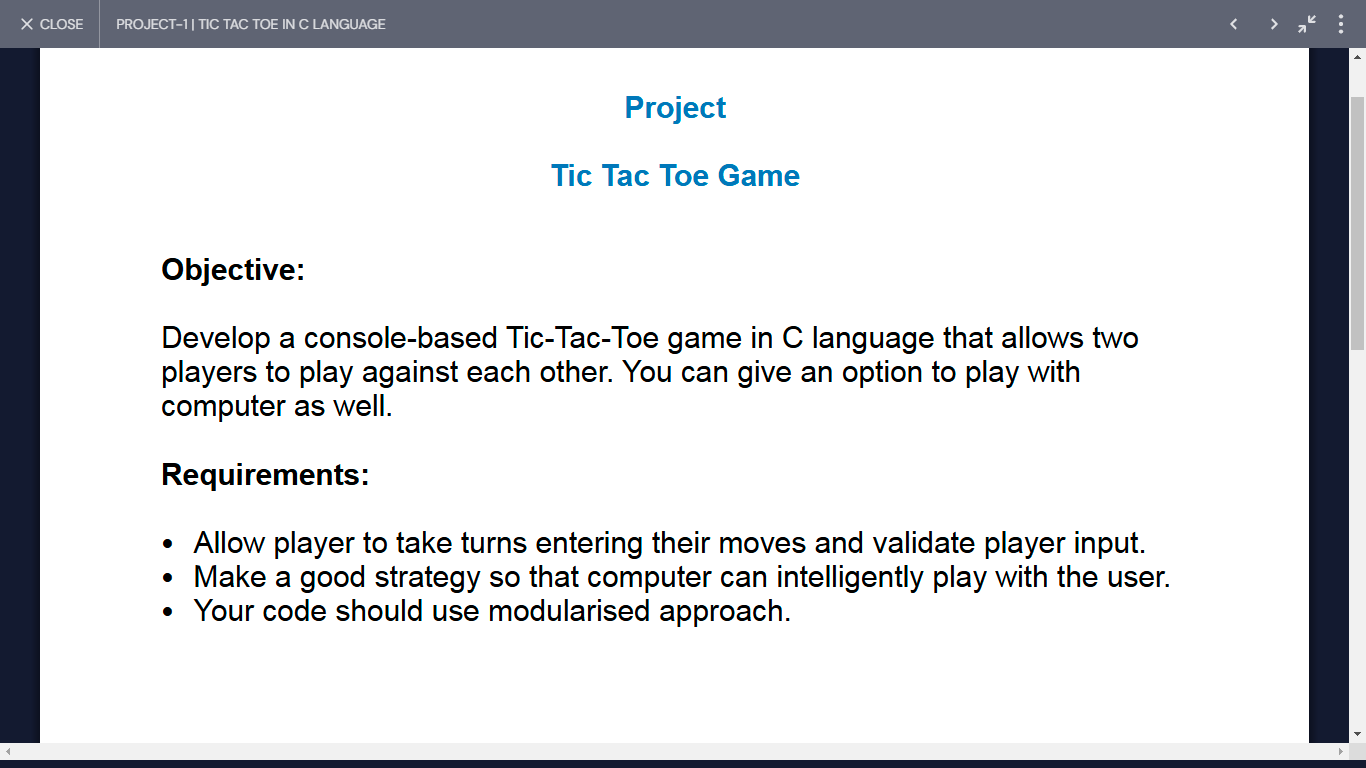 CLOSE
PROJECT-1 | TIC TAC TOE IN C LANGUAGE
Project
Tic Tac Toe Game
Objective:
Develop a console-based Tic-Tac-Toe game in C language that allows two
players to play against each other. You can give an option to play with
computer as well.
Requirements:
• Allow player to take turns entering their moves and validate player input.
• Make a good strategy so that computer can intelligently play with the user.
• Your code should use modularised approach.